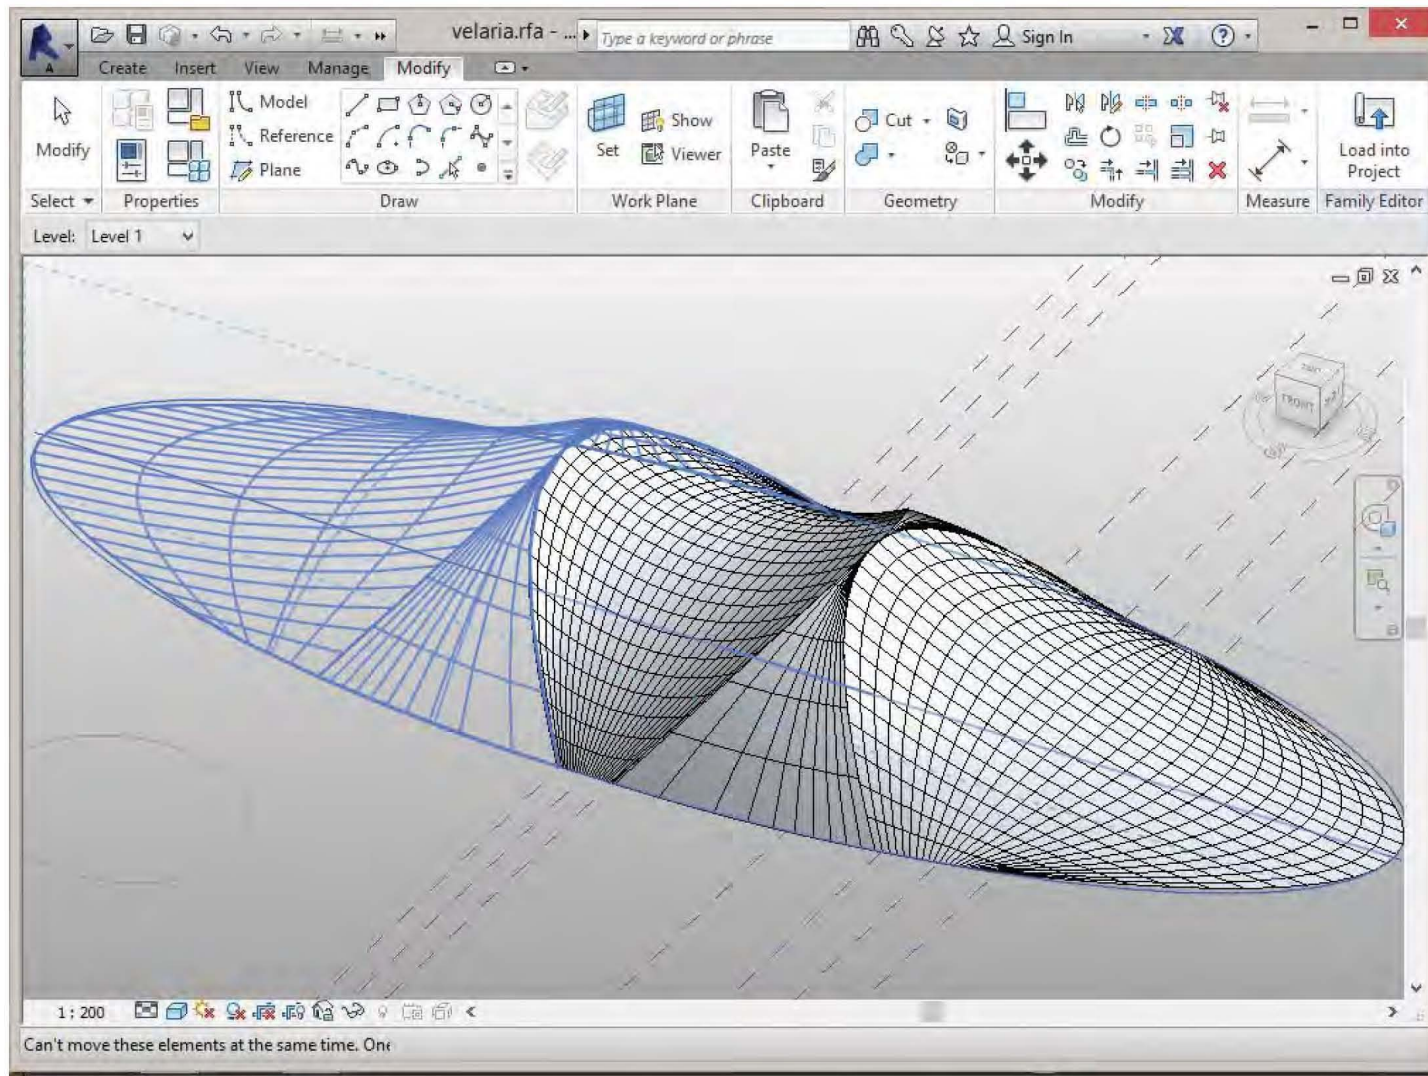 velaria.rfa - ...
Type a keyword or phrase
Sign In
A
Create Insert View Manage Modify
Modify
Model
Reference
Plane
Set
Show
Viewer
Paste
Cut
Load into
Project
Select
Properties
Draw
Work Plane
Clipboard
Geometry
Modify
Measure
Family Editor
Level: Level 1
FRONT
1 : 200
Can't move these elements at the same time. One